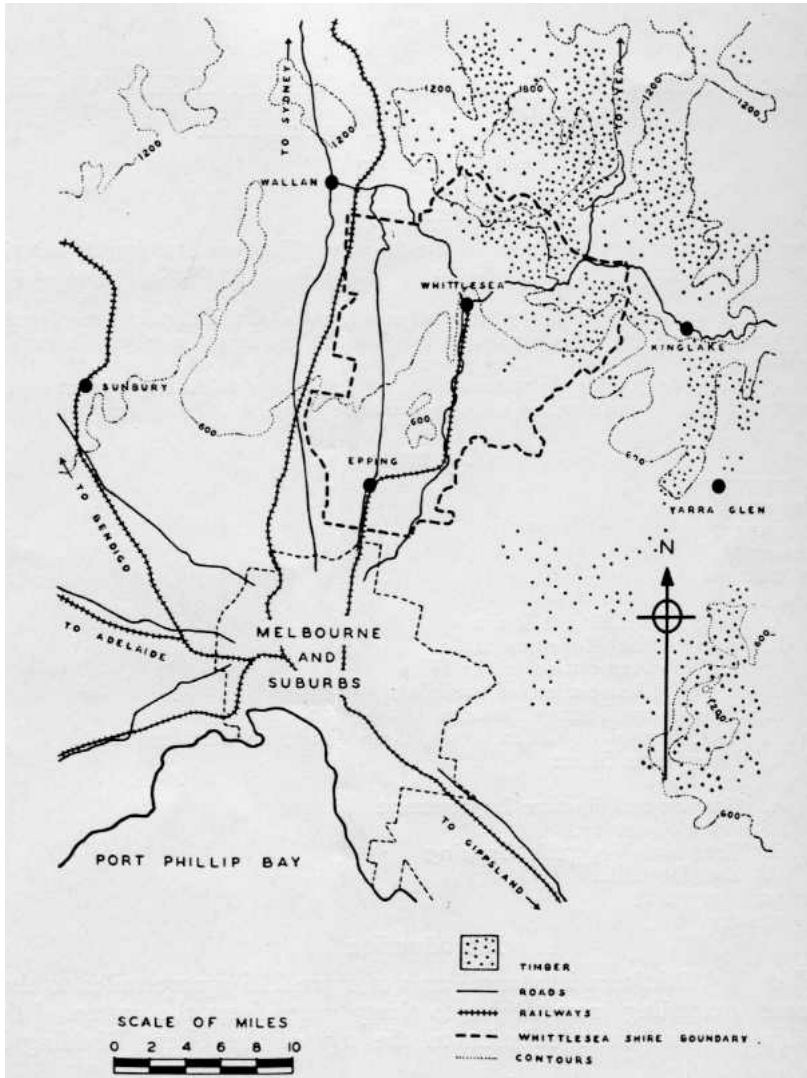 TO SYDNEY
TO YEA
1200
1600
1200
1200
1200
1200
WALLAN
WHITTLESEA
KINGLAKE
SUNBURY
600
600
EPPING
YARRA GLEN
TO BENDIGO
N
TO ADELAIDE
MELBOURNE
AND
SUBURBS
600
1200
600
TO GIPPSLAND
PORT PHILLIP BAY
TIMBER
ROADS
RAILWAYS
WHITTLESEA SHIRE BOUNDARY
CONTOURS
SCALE OF MILES
0 2 4 6 8 10